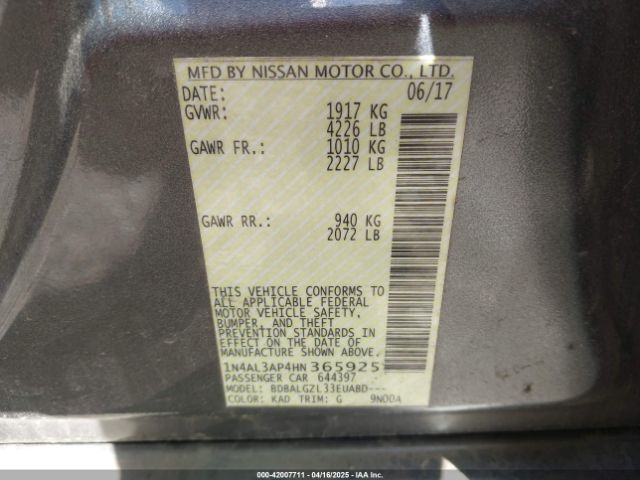 MFD BY NISSAN MOTOR CO., LTD.
DATE: 06/17
GVWR: 1917 KG
4226 LB
GAWR FR.: 1010 KG
2227 LB
GAWR RR.: 940 KG
2072 LB
THIS VEHICLE CONFORMS TO
ALL APPLICABLE FEDERAL
MOTOR VEHICLE SAFETY,
BUMPER, AND THEFT
PREVENTION STANDARDS IN
EFFECT ON THE DATE OF
MANUFACTURE SHOWN ABOVE.
1N4AL3AP4HN365925
PASSENGER CAR 644397
MODEL: BDBALGZL33EUABD---
COLOR: KAD TRIM: G 9N00A
000-42007711 - 04/16/2025 - IAA Inc.